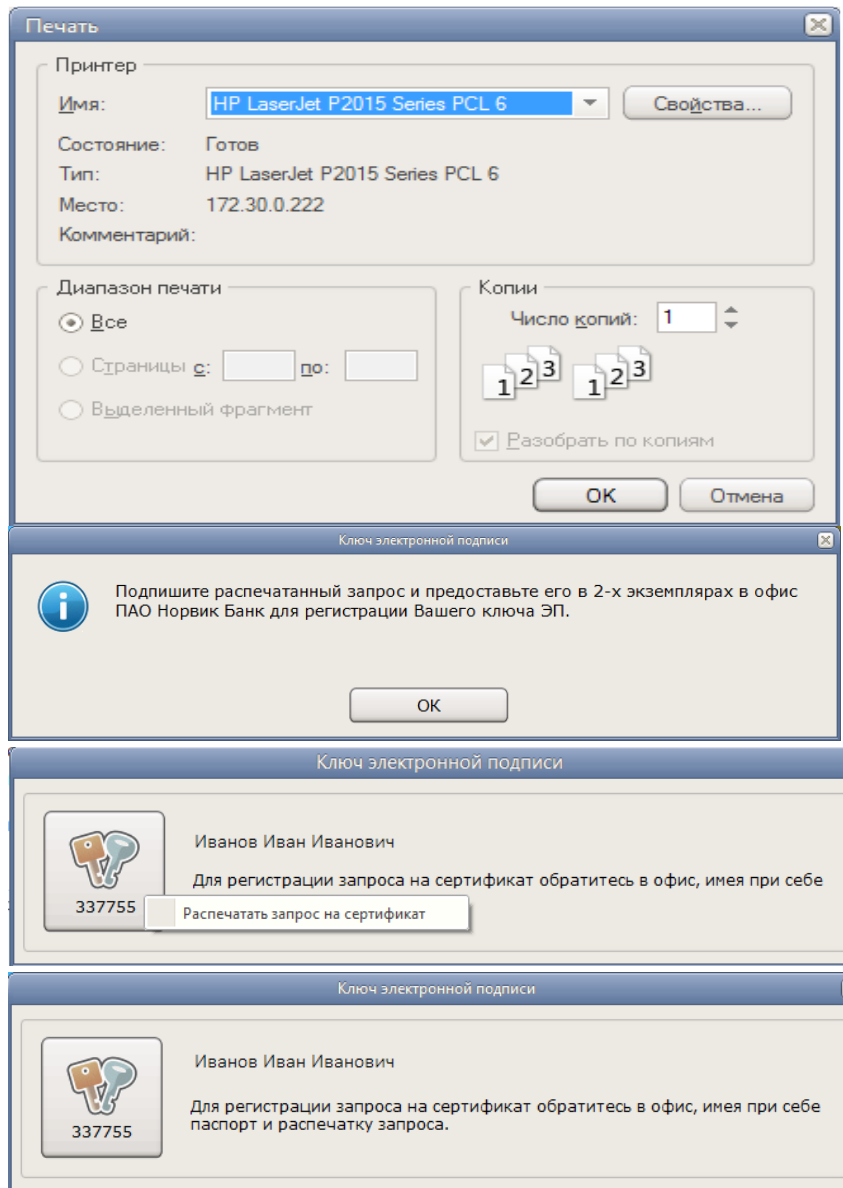 Печать
Принтер
Имя: HP LaserJet P2015 Series PCL 6 Свойства...
Состояние: Готов
Тип: HP LaserJet P2015 Series PCL 6
Место: 172.30.0.222
Комментарий:
Диапазон печати
Все
Страницы с: по:
Выделенный фрагмент
Копии
Число копий: 1
1 2 3 1 2 3
Разобрать по копиям
OK Отмена
Ключ электронной подписи
Подпишите распечатанный запрос и предоставьте его в 2-х экземплярах в офис
ПАО Норвик Банк для регистрации Вашего ключа ЭП.
OK
Ключ электронной подписи
Иванов Иван Иванович
Для регистрации запроса на сертификат обратитесь в офис, имея при себе
337755
Распечатать запрос на сертификат
Ключ электронной подписи
Иванов Иван Иванович
Для регистрации запроса на сертификат обратитесь в офис, имея при себе
паспорт и распечатку запроса.
337755